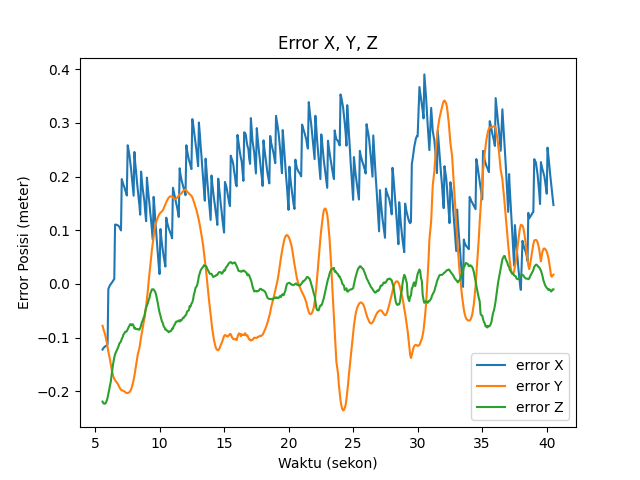 Error X, Y, Z
Error Posisi (meter)
0.4
0.3
0.2
0.1
0.0
−0.1
−0.2
5 10 15 20 25 30 35 40
Waktu (sekon)
error X
error Y
error Z